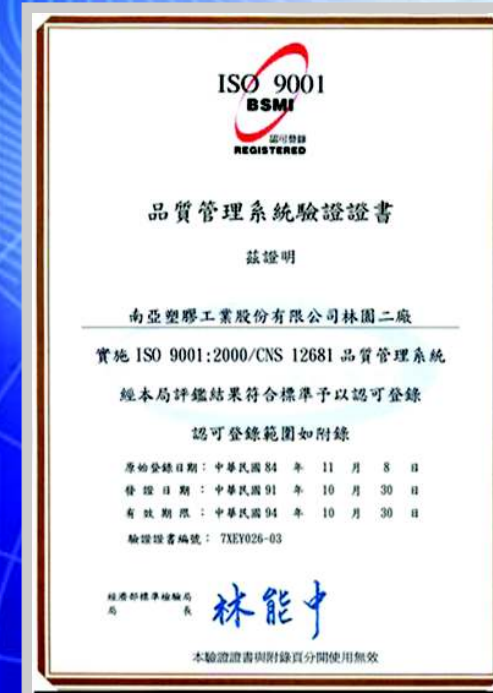 ISO 9001
BSMI
認可登錄
REGISTERED
品質管理系統驗證證書
茲證明
南亞塑膠工業股份有限公司林園二廠
實施 ISO 9001:2000/CNS 12681 品質管理系統
經本局評鑑結果符合標準予以認可登錄
認可登錄範圍如附錄
原始登錄日期：中華民國 84 年 11 月 8 日
發證日期：中華民國 91 年 10 月 30 日
有效期限：中華民國 94 年 10 月 30 日
驗證證書編號：7XEY026-03
經濟部標準檢驗局
局長 林能中
本驗證證書與附錄頁分開使用無效